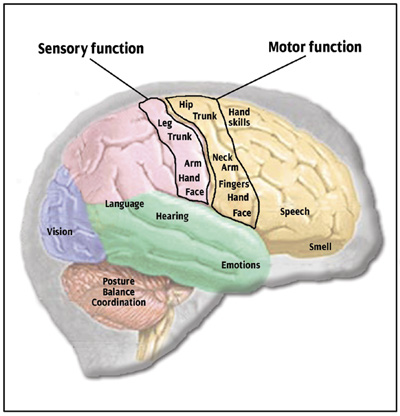 Sensory function
Motor function
Hip
Trunk
Hand
skills
Leg
Trunk
Neck
Arm
Arm
Hand
Face
Fingers
Hand
Face
Language
Hearing
Speech
Vision
Smell
Emotions
Posture
Balance
Coordination